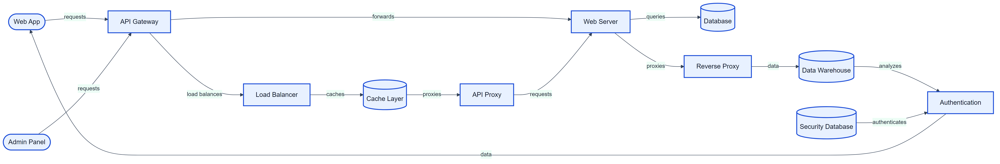 Web App
requests
API Gateway
forwards
Web Server
queries
Database
proxies
Reverse Proxy
data
Data Warehouse
analyzes
requests
load balances
Load Balancer
caches
Cache Layer
proxies
API Proxy
requests
Authentication
Security Database
authenticates
Admin Panel
data